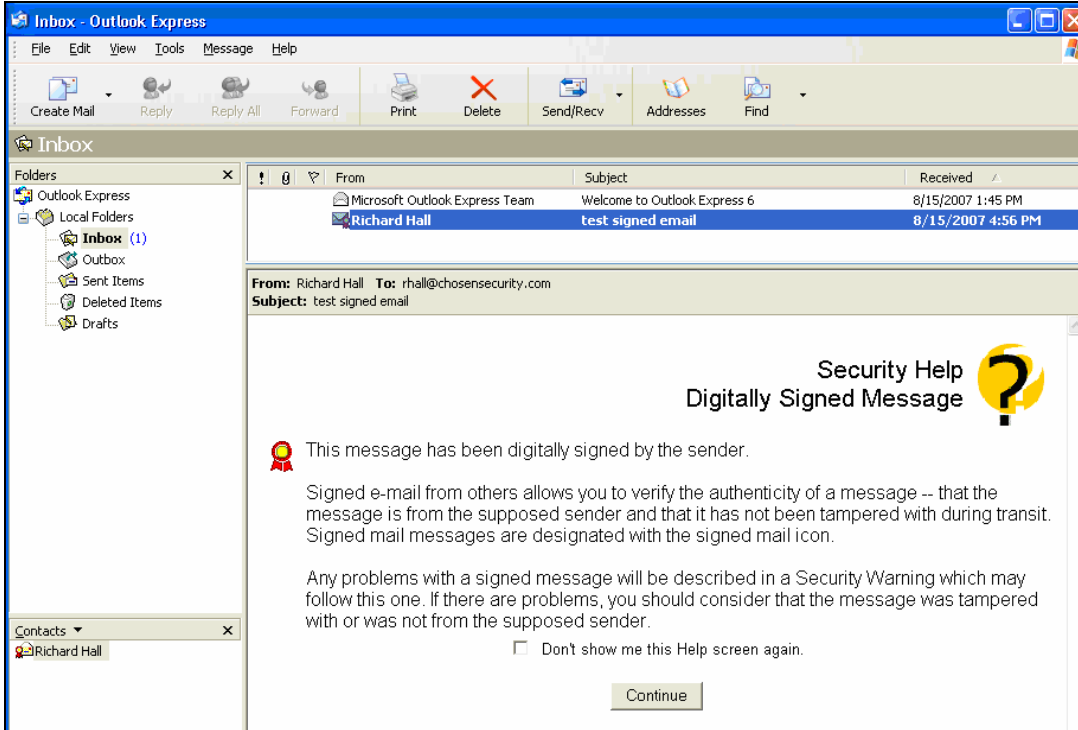 Inbox - Outlook Express
File Edit View Tools Message Help
Create Mail Reply Reply All Forward Print Delete Send/Recv Addresses Find
Inbox
Folders
Outlook Express
Local Folders
Inbox (1)
Outbox
Sent Items
Deleted Items
Drafts
Contacts
Richard Hall
! From Subject Received
Microsoft Outlook Express Team Welcome to Outlook Express 6 8/15/2007 1:45 PM
Richard Hall test signed email 8/15/2007 4:56 PM
From: Richard Hall To: rhall@chosensecurity.com
Subject: test signed email
Security Help
Digitally Signed Message
This message has been digitally signed by the sender.
Signed e-mail from others allows you to verify the authenticity of a message -- that the
message is from the supposed sender and that it has not been tampered with during transit.
Signed mail messages are designated with the signed mail icon.
Any problems with a signed message will be described in a Security Warning which may
follow this one. If there are problems, you should consider that the message was tampered
with or was not from the supposed sender.
Don't show me this Help screen again.
Continue